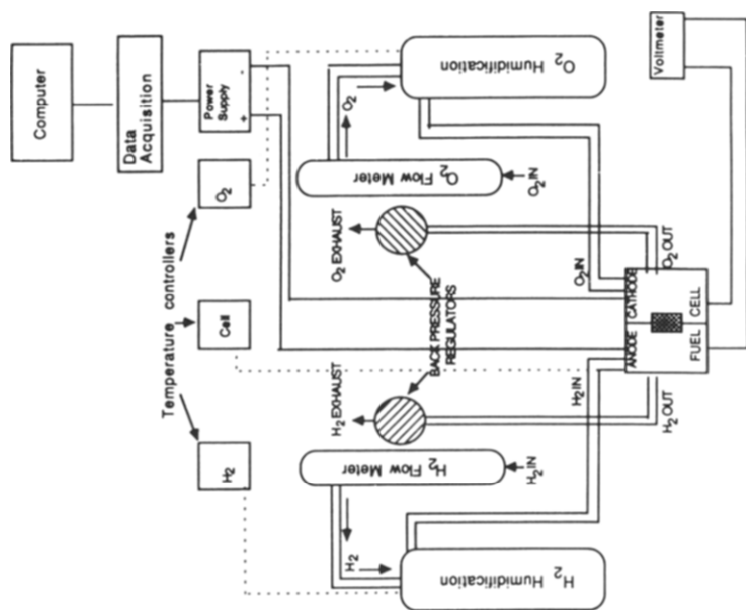 Computer
Data
Acquisition
Power
Supply
+
-
Temperature controllers
H2
Cell
O2
H2 EXHAUST
BACK PRESSURE
REGULATORS
O2 EXHAUST
H2 Flow Meter
O2 Flow Meter
H2
O2
H2 IN
O2 IN
H2 Humidification
O2 Humidification
H2 IN
O2 IN
ANODE
CATHODE
FUEL
CELL
H2 OUT
O2 OUT
Voltmeter